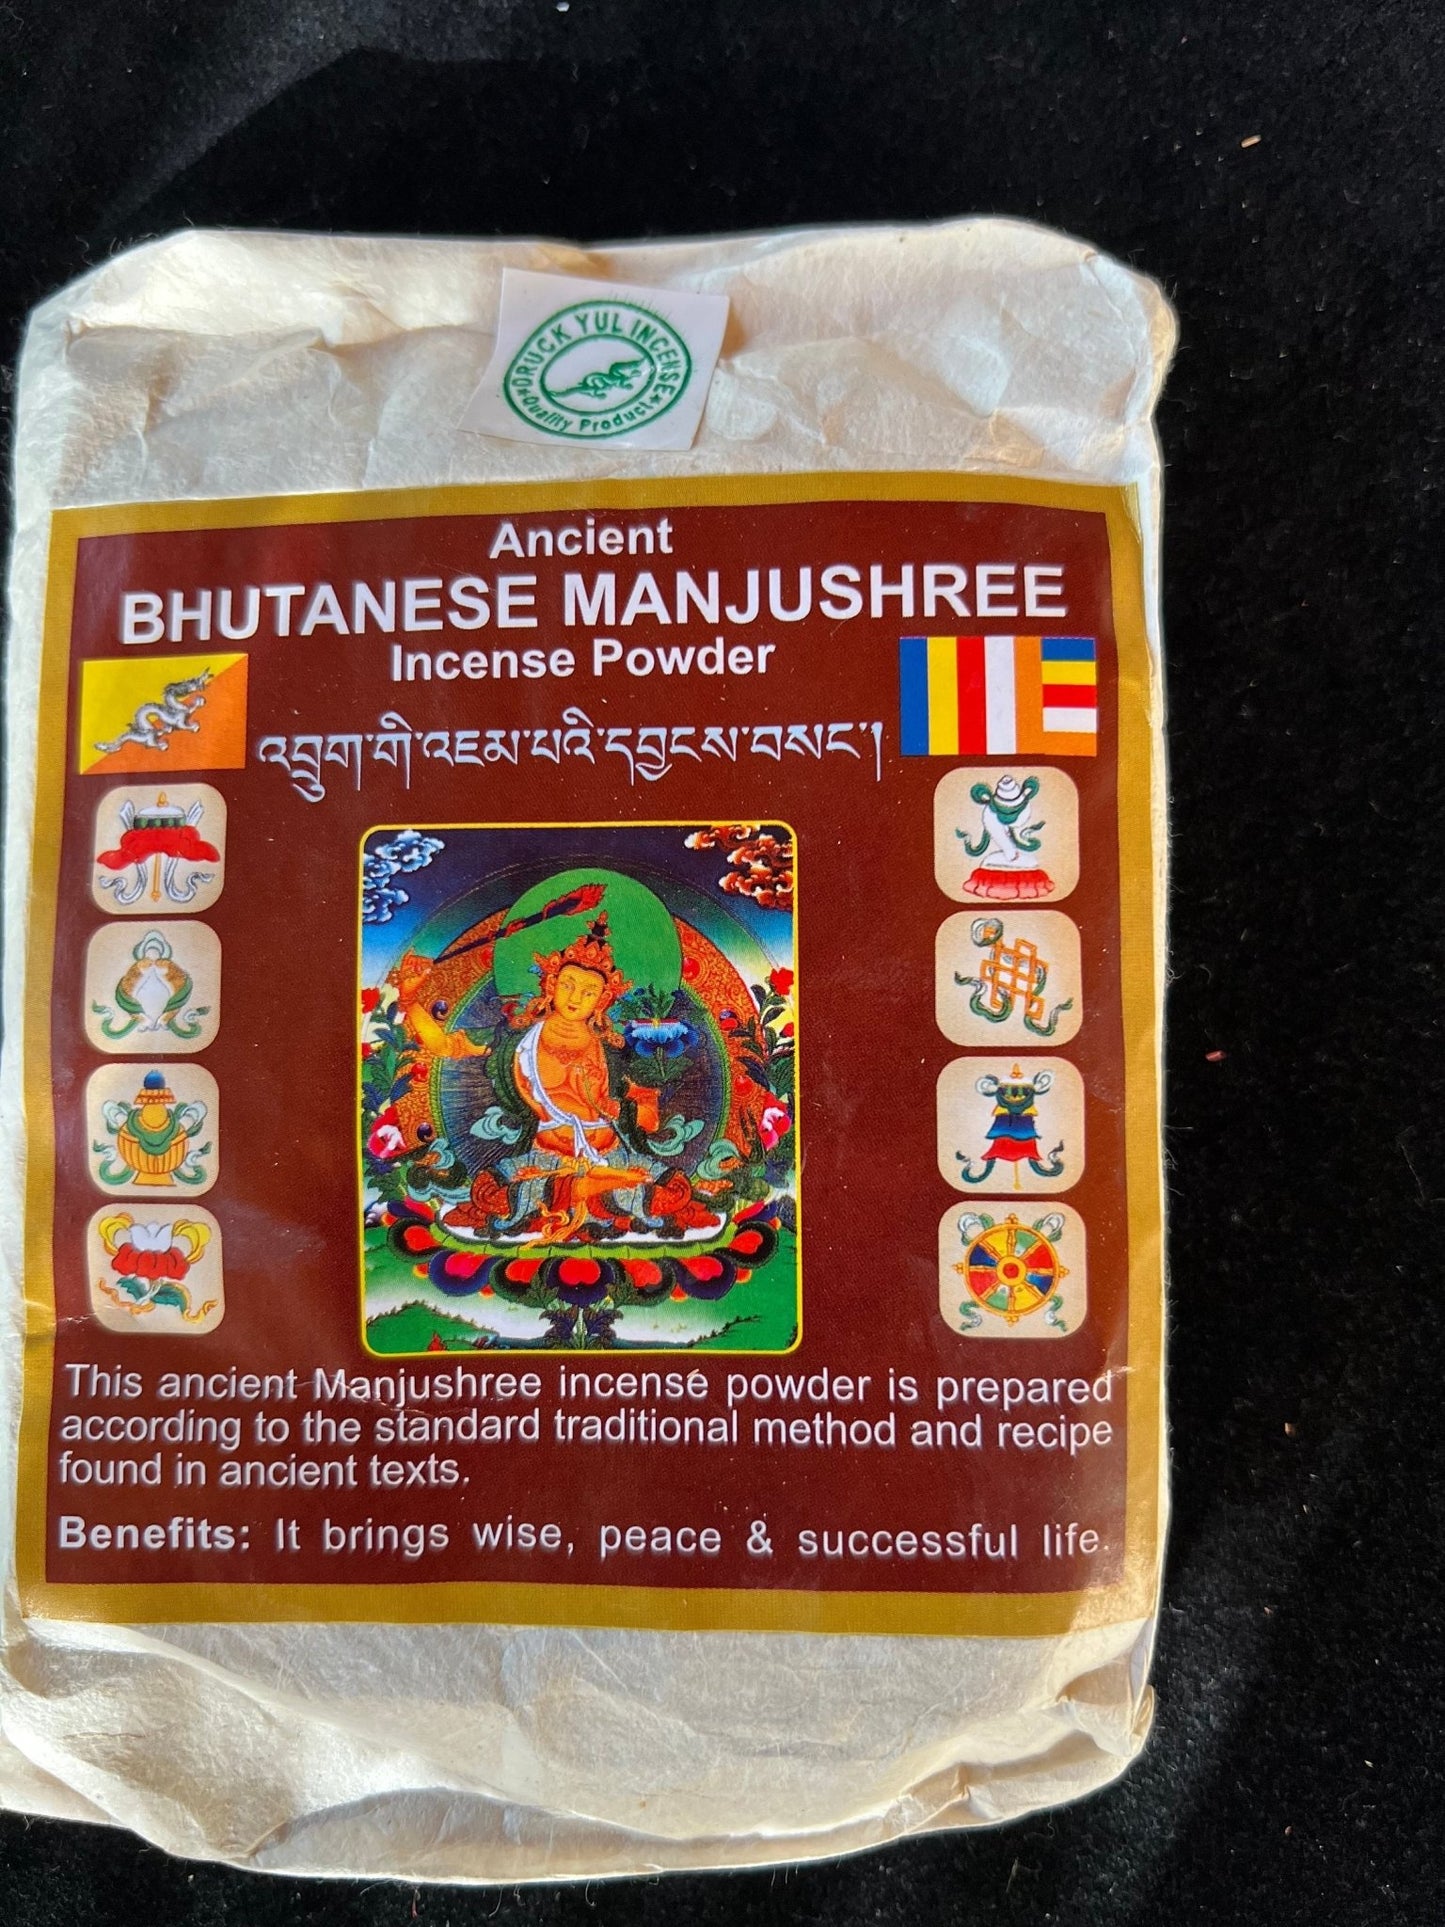 DRUCK YUL INCENSE
★Quality Product★
Ancient
BHUTANESE MANJUSHREE
Incense Powder
འབྲུག་གི་འཇམ་པའི་དབྱངས་བསང་།
This ancient Manjushree incense powder is prepared
according to the standard traditional method and recipe
found in ancient texts.
Benefits: It brings wise, peace & successful life.